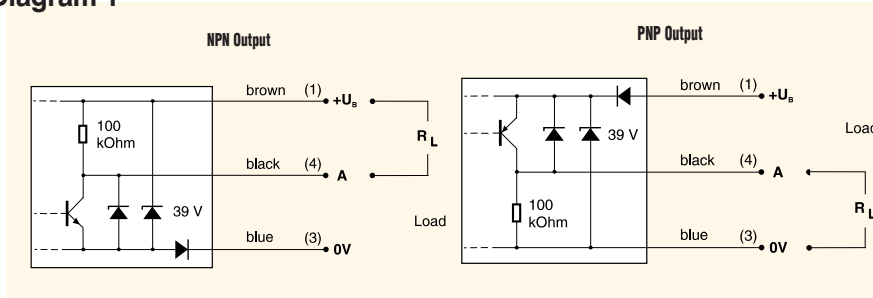 Diagram 1
NPN Output
brown (1) +UB
100 kOhm
RL
black (4) A
39 V
Load
blue (3) 0V
PNP Output
brown (1) +UB
39 V
Load
black (4) A
100 kOhm
RL
blue (3) 0V